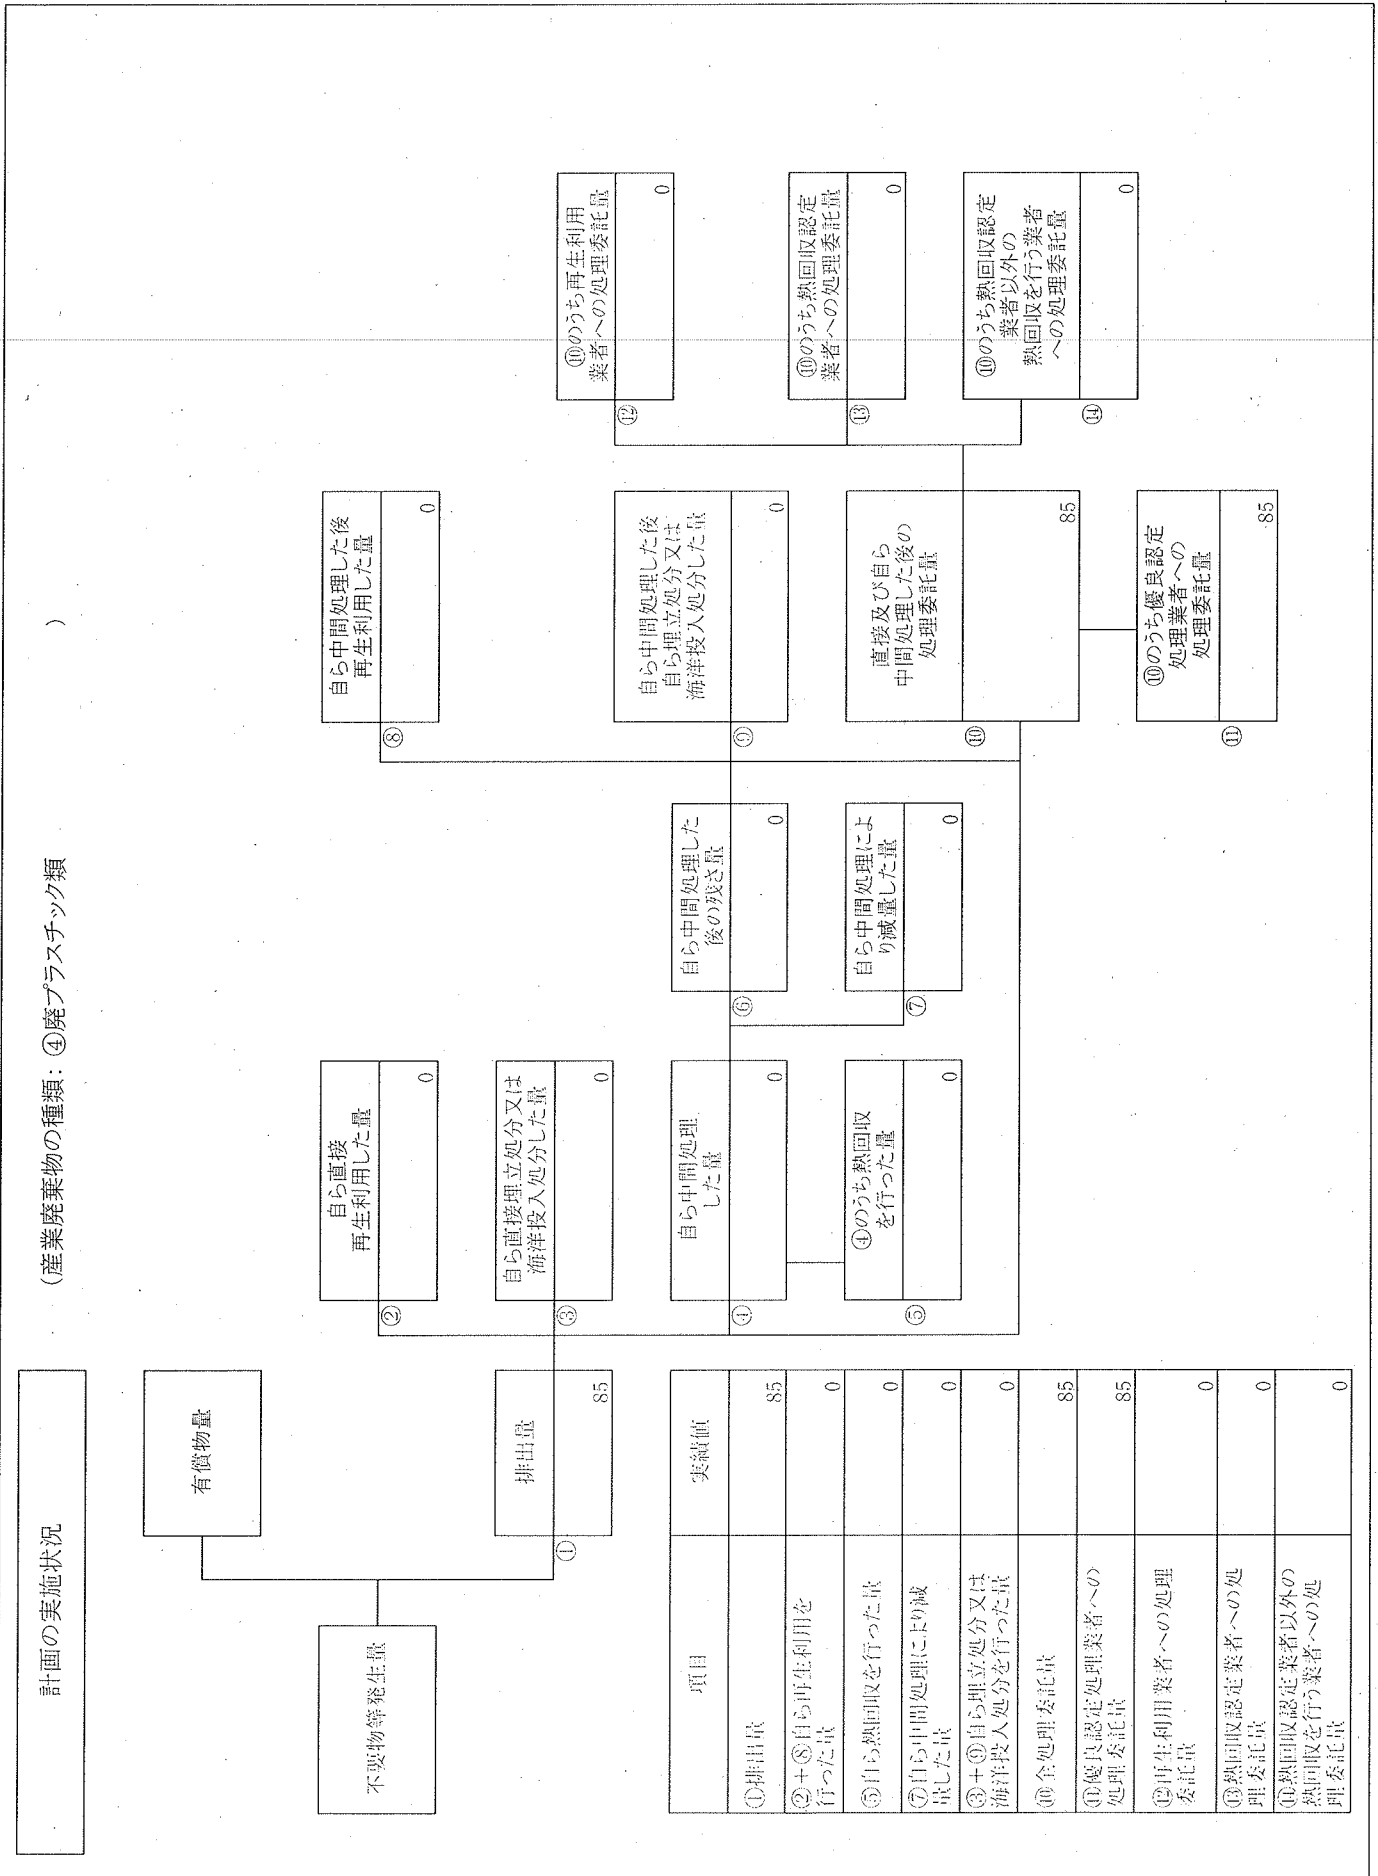 計画の実施状況
(産業廃棄物の種類:④廃プラスチック類
)
有償物量
不要物等発生量
①
排出量
85
②
自ら直接
再生利用した量
0
③
自ら直接埋立処分又は
海洋投入処分した量
0
④
自ら中間処理
した量
0
⑤
④のうち熱回収
を行った量
0
⑥
自ら中間処理した
後の残さ量
0
⑦
自ら中間処理によ
り減量した量
0
⑧
自ら中間処理した後
再生利用した量
0
⑨
自ら中間処理した後
自ら埋立処分又は
海洋投入処分した量
0
⑩
直接及び自ら
中間処理した後の
処理委託量
85
⑪
⑩のうち優良認定
処理業者への
処理委託量
85
⑫
⑩のうち再生利用
業者への処理委託量
0
⑬
⑩のうち熱回収認定
業者への処理委託量
0
⑭
⑩のうち熱回収認定
業者以外の
熱回収を行う業者
への処理委託量
0
項目 実績値
①排出量 85
②+⑧自ら再生利用を
行った量 0
⑤自ら熱回収を行った量 0
⑦自ら中間処理により減
量した量 0
③+⑨自ら埋立処分又は
海洋投入処分を行った量 0
⑩全処理委託量 85
⑪優良認定処理業者への
処理委託量 85
⑫再生利用業者への処理
委託量 0
⑬熱回収認定業者への処
理委託量 0
⑭熱回収認定業者以外の
熱回収を行う業者への処
理委託量 0